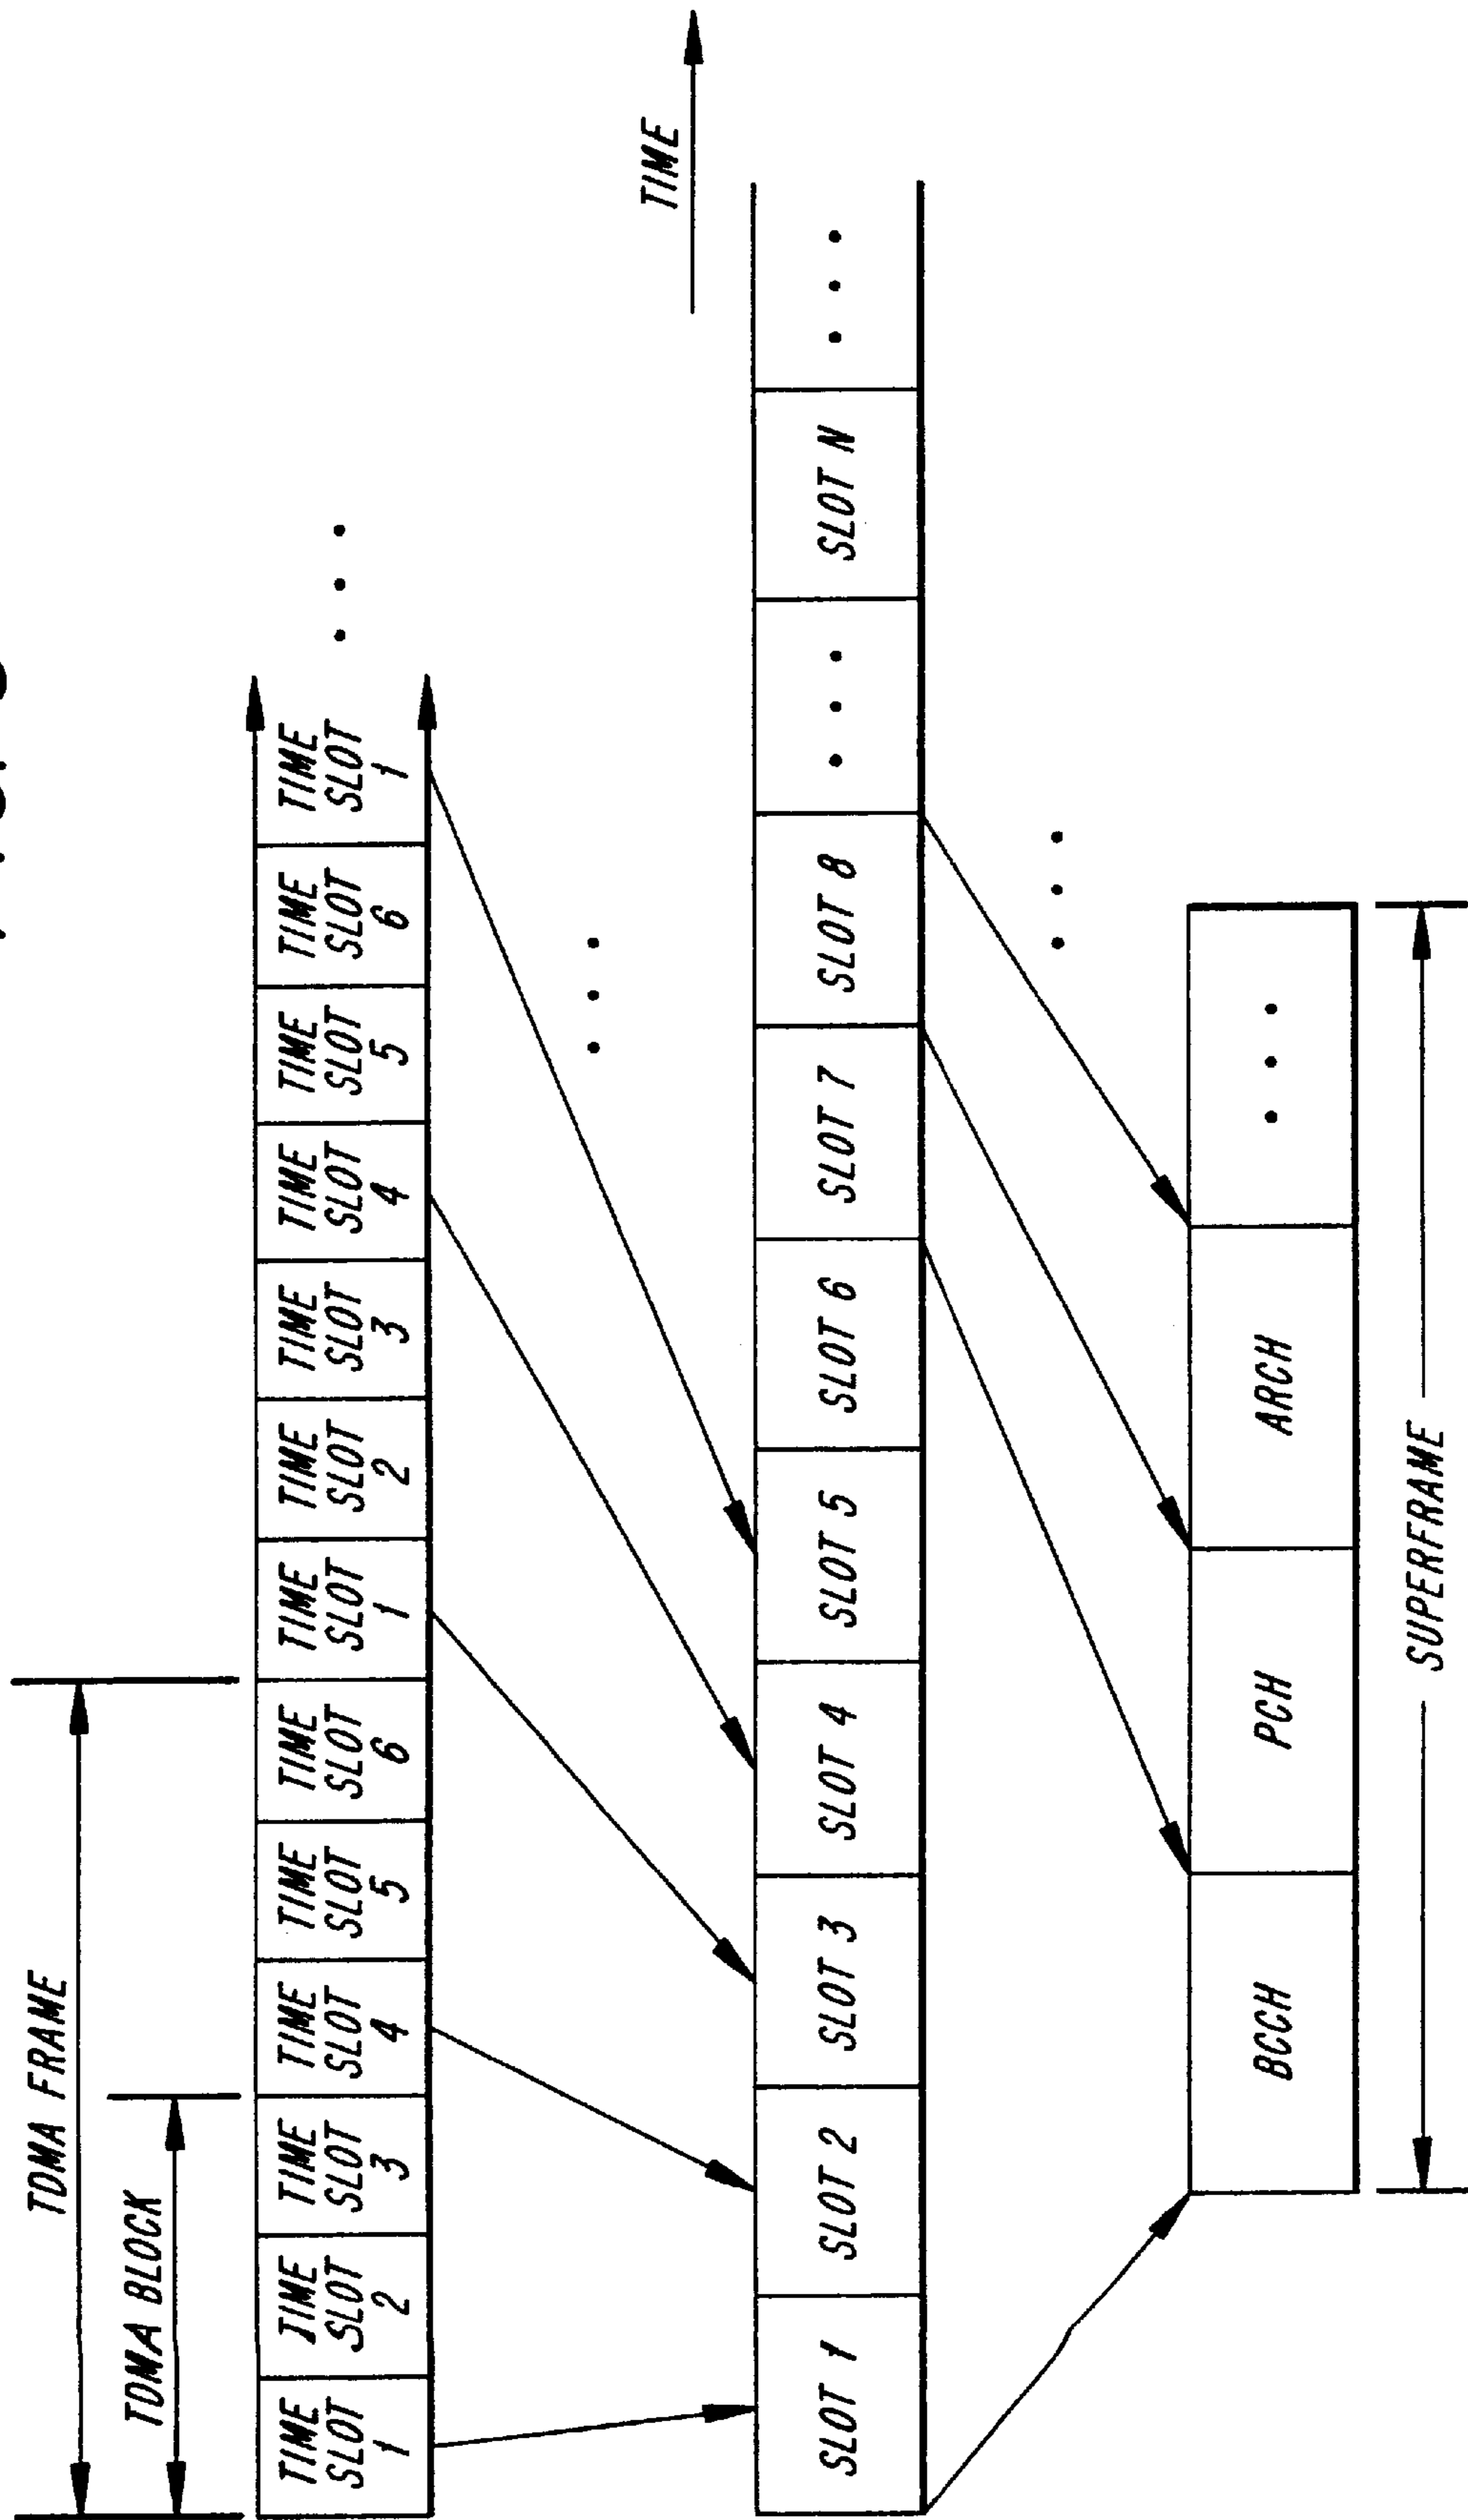 TDMA FRAME
TDMA BLOCK
TIME
SLOT
1
TIME
SLOT
2
TIME
SLOT
3
TIME
SLOT
4
TIME
SLOT
5
TIME
SLOT
6
TIME
SLOT
1
TIME
SLOT
2
TIME
SLOT
3
TIME
SLOT
4
TIME
SLOT
5
TIME
SLOT
6
TIME
SLOT
1
TIME
SLOT 1
SLOT 2
SLOT 3
SLOT 4
SLOT 5
SLOT 6
SLOT 7
SLOT 8
SLOT N
BCCH
PCH
ARCH
SUPERFRAME